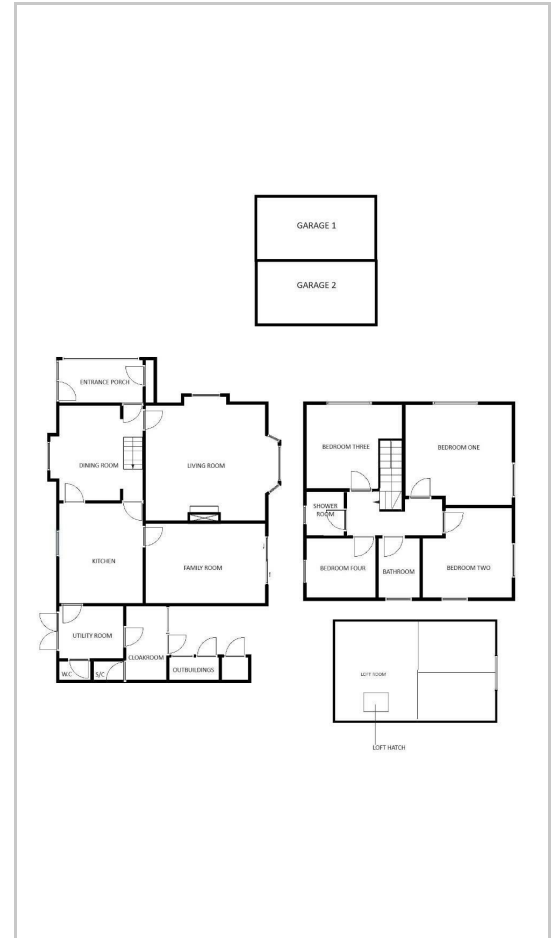 GARAGE 1
GARAGE 2
ENTRANCE PORCH
DINING ROOM
LIVING ROOM
KITCHEN
FAMILY ROOM
UTILITY ROOM
CLOAKROOM
W.C
S/C
OUTBUILDINGS
BEDROOM THREE
BEDROOM ONE
SHOWER
ROOM
BEDROOM FOUR
BATHROOM
BEDROOM TWO
LOFT ROOM
LOFT HATCH